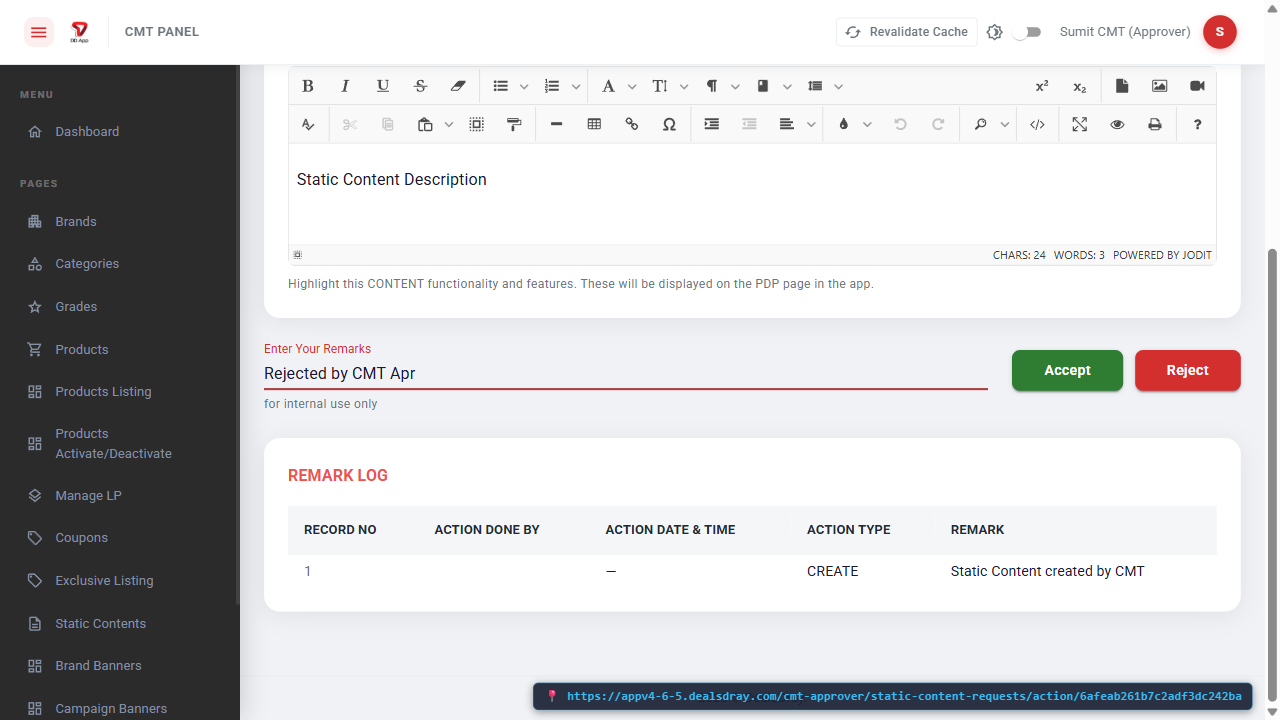 DD App
CMT PANEL
Revalidate Cache
Sumit CMT (Approver)
S
MENU
Dashboard
PAGES
Brands
Categories
Grades
Products
Products Listing
Products
Activate/Deactivate
Manage LP
Coupons
Exclusive Listing
Static Contents
Brand Banners
Campaign Banners
Static Content Description
CHARS: 24 WORDS: 3 POWERED BY JODIT
Highlight this CONTENT functionality and features. These will be displayed on the PDP page in the app.
Enter Your Remarks
Rejected by CMT Apr
for internal use only
Accept
Reject
REMARK LOG
RECORD NO ACTION DONE BY ACTION DATE & TIME ACTION TYPE REMARK
1 — CREATE Static Content created by CMT
https://appv4-6-5.dealsdray.com/cmt-approver/static-content-requests/action/6afeab261b7c2adf3dc242ba